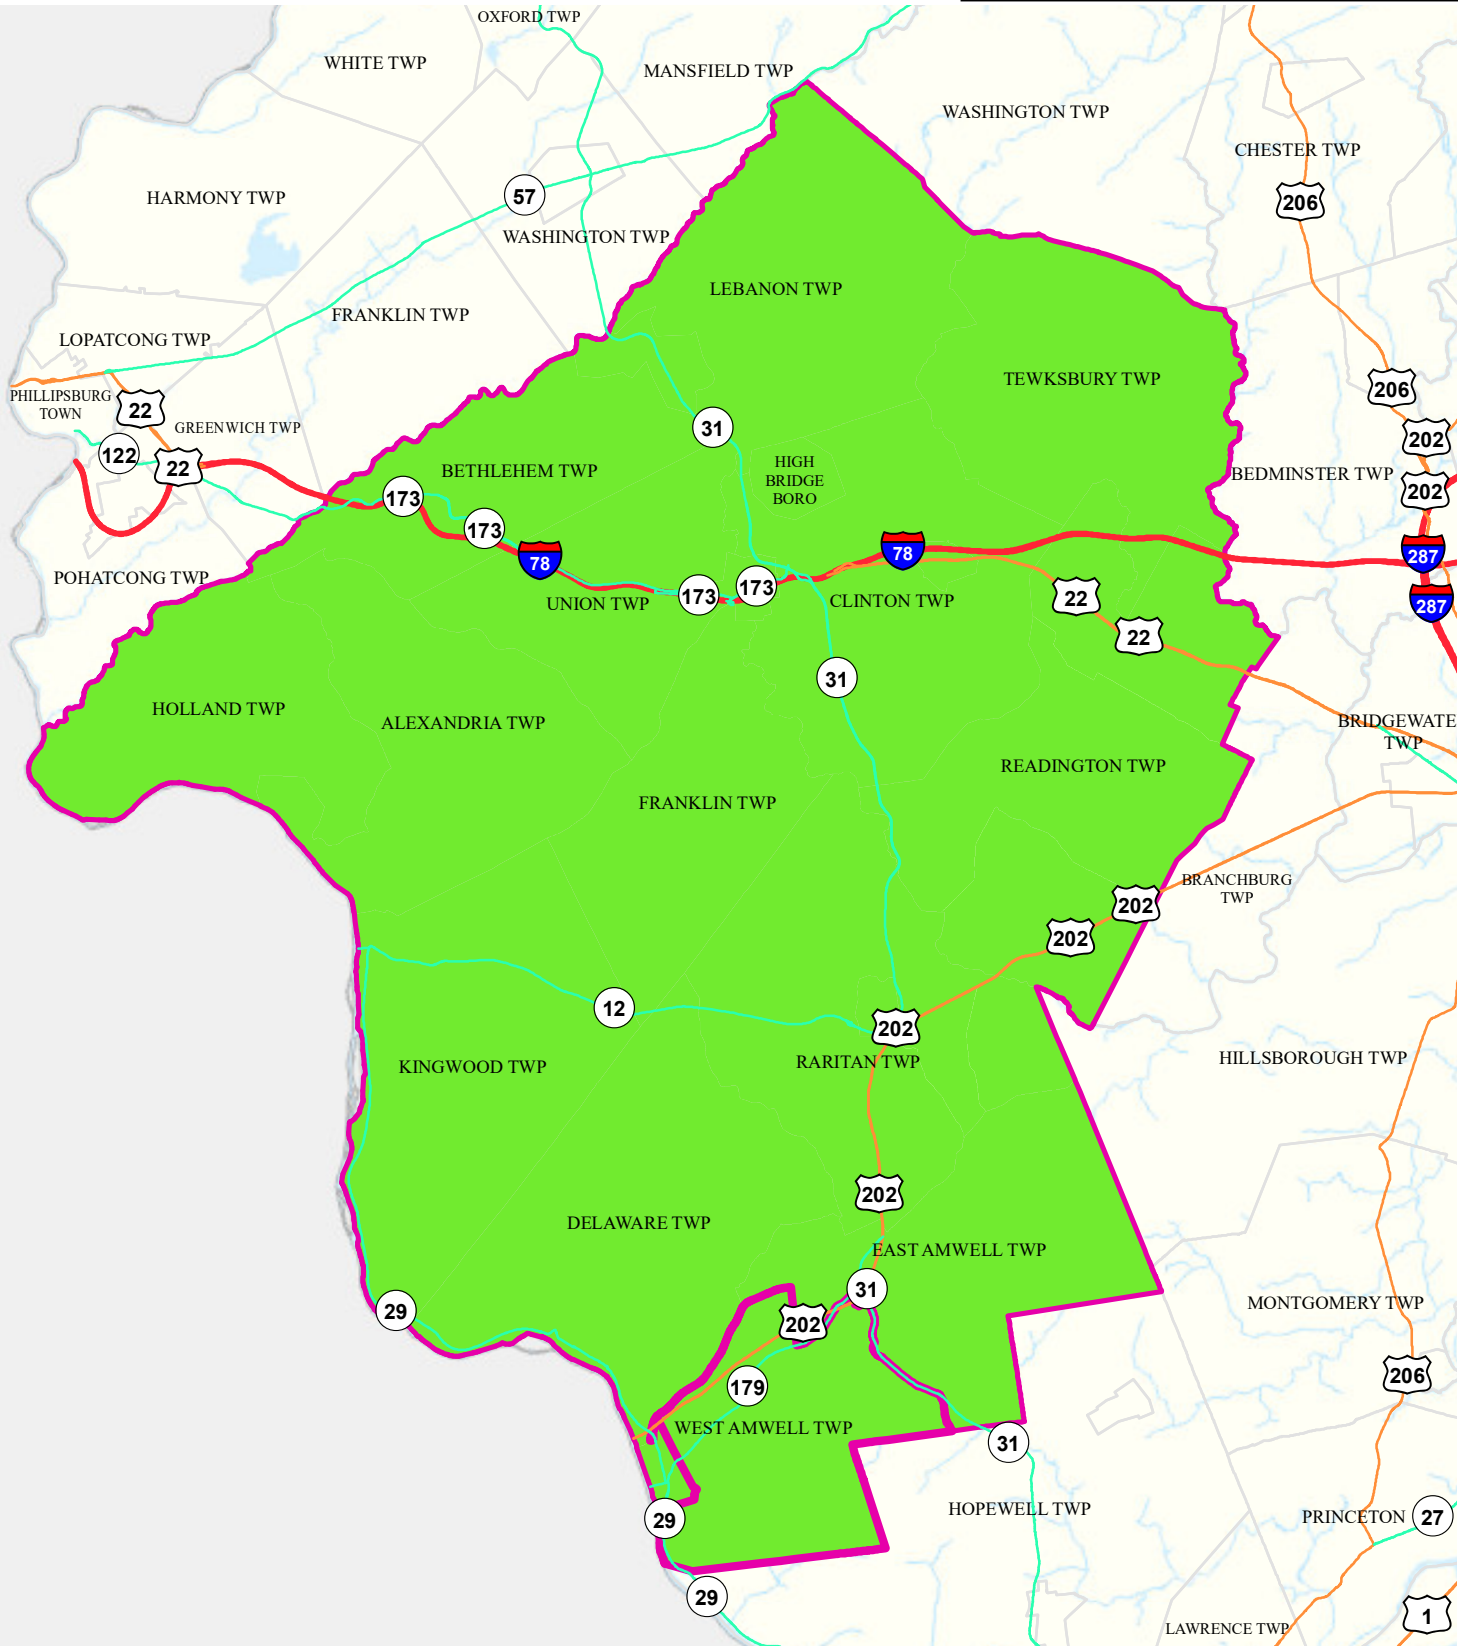 OXFORD TWP
WHITE TWP
MANSFIELD TWP
WASHINGTON TWP
CHESTER TWP
206
HARMONY TWP
57
WASHINGTON TWP
LEBANON TWP
FRANKLIN TWP
LOPATCONG TWP
TEWKSBURY TWP
206
PHILLIPSBURG
TOWN
22
GREENWICH TWP
31
202
122
22
BETHLEHEM TWP
HIGH
BRIDGE
BORO
BEDMINSTER TWP
202
173
173
78
78
287
POHATCONG TWP
UNION TWP
173
173
CLINTON TWP
22
287
22
31
HOLLAND TWP
ALEXANDRIA TWP
BRIDGEWATE
TWP
READINGTON TWP
FRANKLIN TWP
BRANCHBURG
TWP
202
202
12
202
KINGWOOD TWP
RARITAN TWP
HILLSBOROUGH TWP
202
DELAWARE TWP
EAST AMWELL TWP
31
29
202
MONTGOMERY TWP
206
179
WEST AMWELL TWP
31
HOPEWELL TWP
29
PRINCETON
27
29
1
LAWRENCE TWP